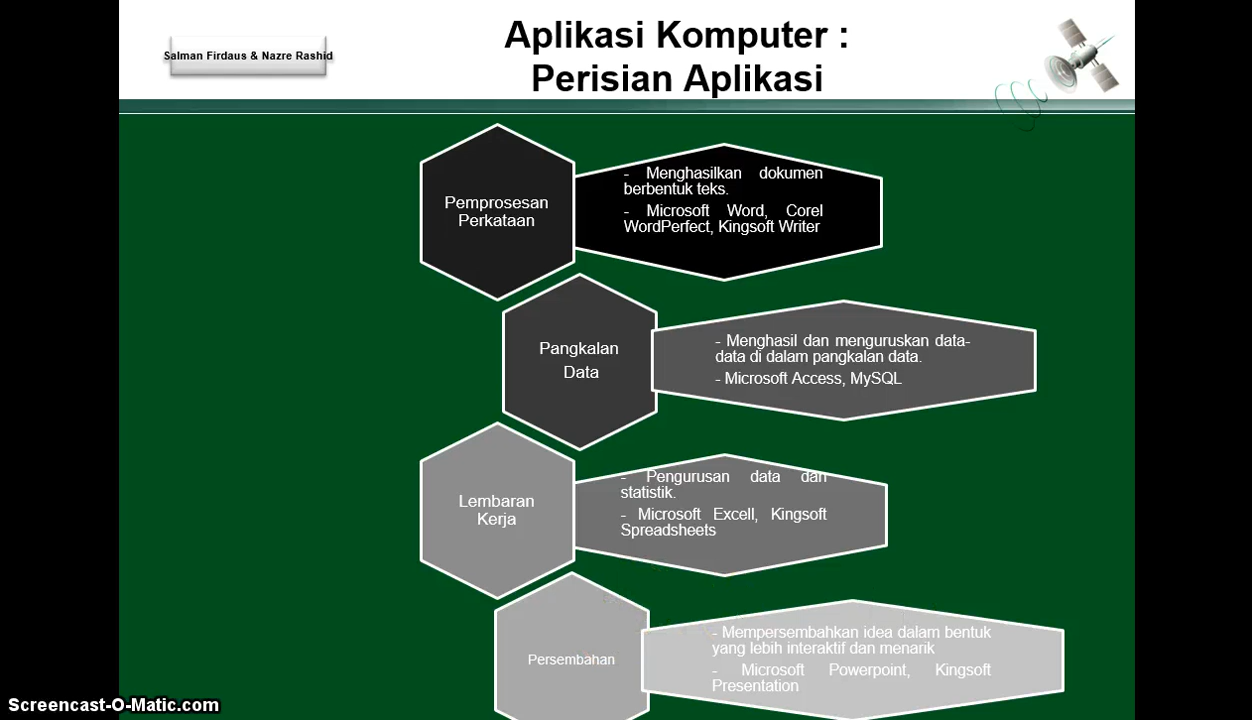 Salman Firdaus & Nazre Rashid
Aplikasi Komputer :
Perisian Aplikasi
Pemprosesan
Perkataan
- Menghasilkan dokumen
berbentuk teks.
- Microsoft Word, Corel
WordPerfect, Kingsoft Writer
Pangkalan
Data
- Menghasil dan menguruskan data-
data di dalam pangkalan data.
- Microsoft Access, MySQL
Lembaran
Kerja
- Pengurusan data dan
statistik.
- Microsoft Excell, Kingsoft
Spreadsheets
Persembahan
- Mempersembahkan idea dalam bentuk
yang lebih interaktif dan menarik
- Microsoft Powerpoint, Kingsoft
Presentation
Screencast-O-Matic.com